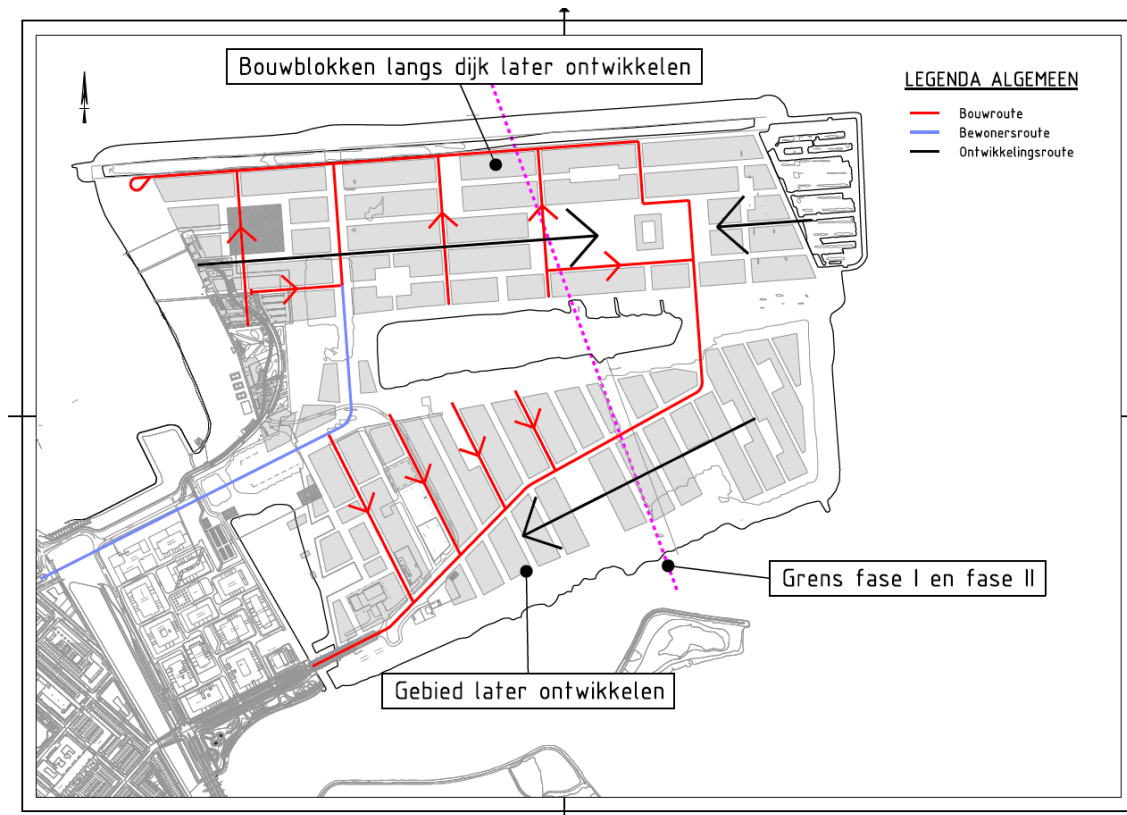 Bouwblokken langs dijk later ontwikkelen
LEGENDA ALGEMEEN
Bouwroute
Bewonersroute
Ontwikkelingsroute
Grens fase I en fase II
Gebied later ontwikkelen